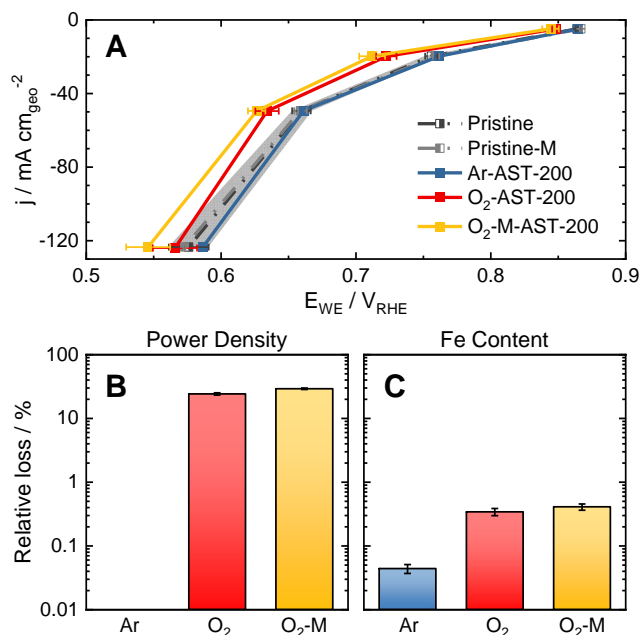 A
0
-40
-80
-120
j / mA cm_geo^-2
Pristine
Pristine-M
Ar-AST-200
O₂-AST-200
O₂-M-AST-200
0.5 0.6 0.7 0.8 0.9
E_WE / V_RHE
Power Density Fe Content
B C
100
10
1
0.1
0.01
Relative loss / %
Ar O₂ O₂-M Ar O₂ O₂-M